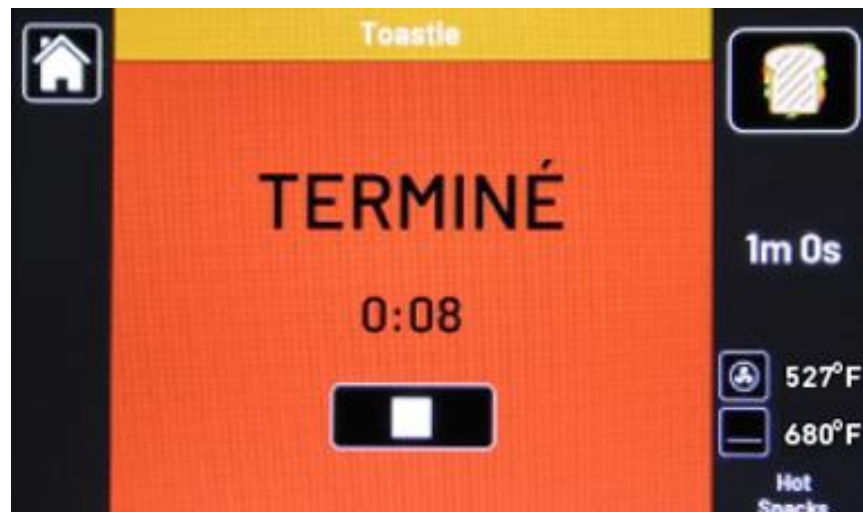 Toastie
TERMINÉ
0:08
1m 0s
527°F
680°F
Hot
Snacks